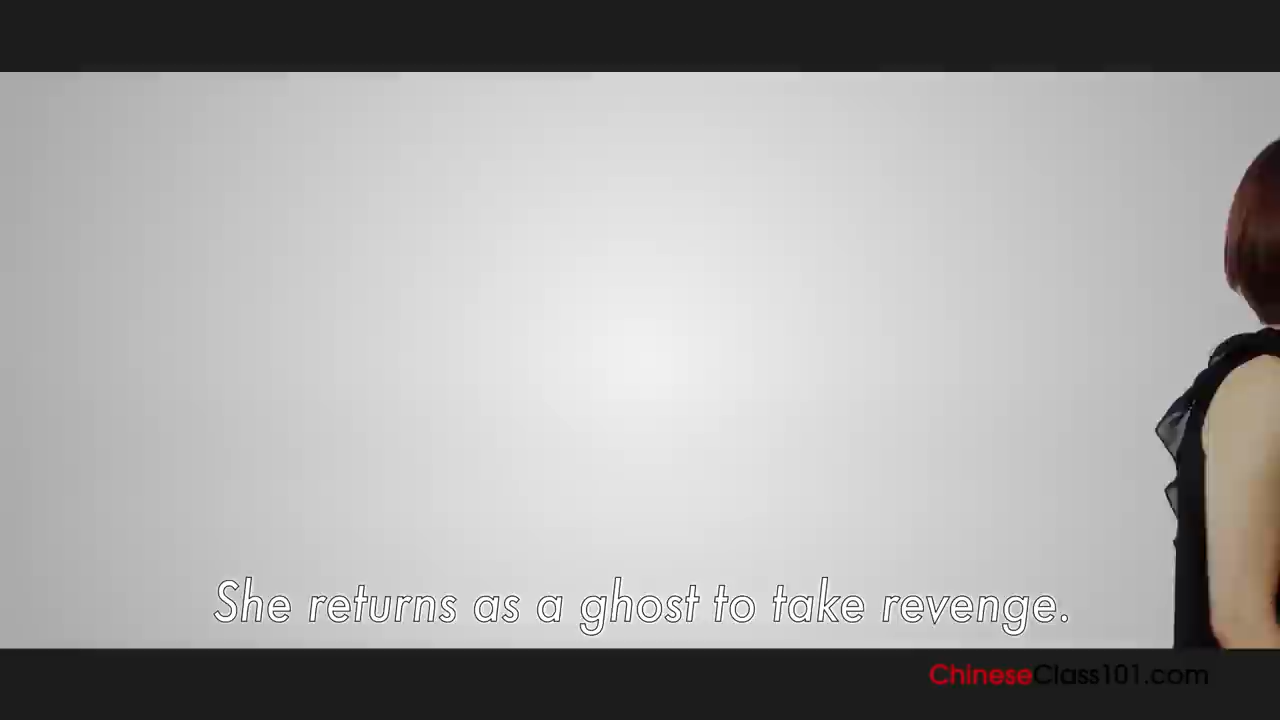 She returns as a ghost to take revenge.
ChineseClass101.com